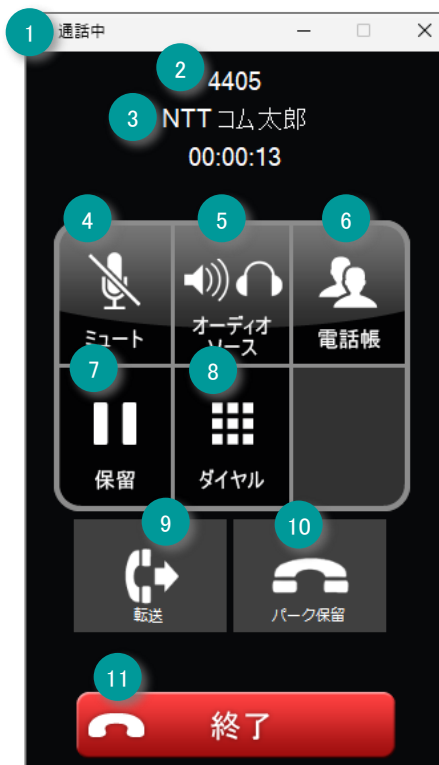 1 通話中
2 4405
3 NTT コム太郎
00:00:13
4 5 6
ミュート オーディオ 電話帳
ソース
7 8
保留 ダイヤル
9 10
転送 パーク保留
11
終了